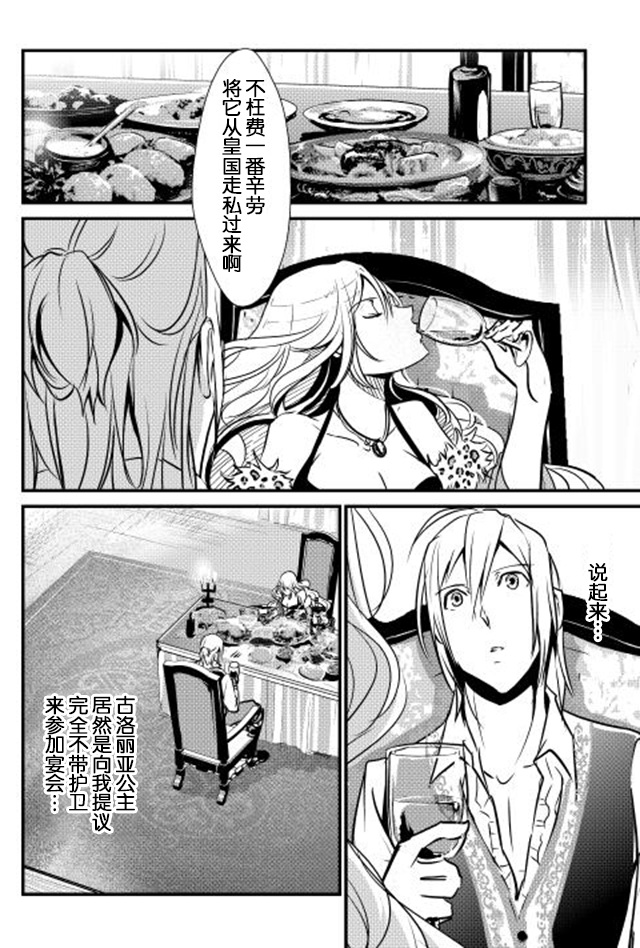 不枉费一番辛劳
将它从皇国走私过来啊
说起来…
古洛丽亚公主
居然是向我提议
完全不带护卫
来参加宴会…